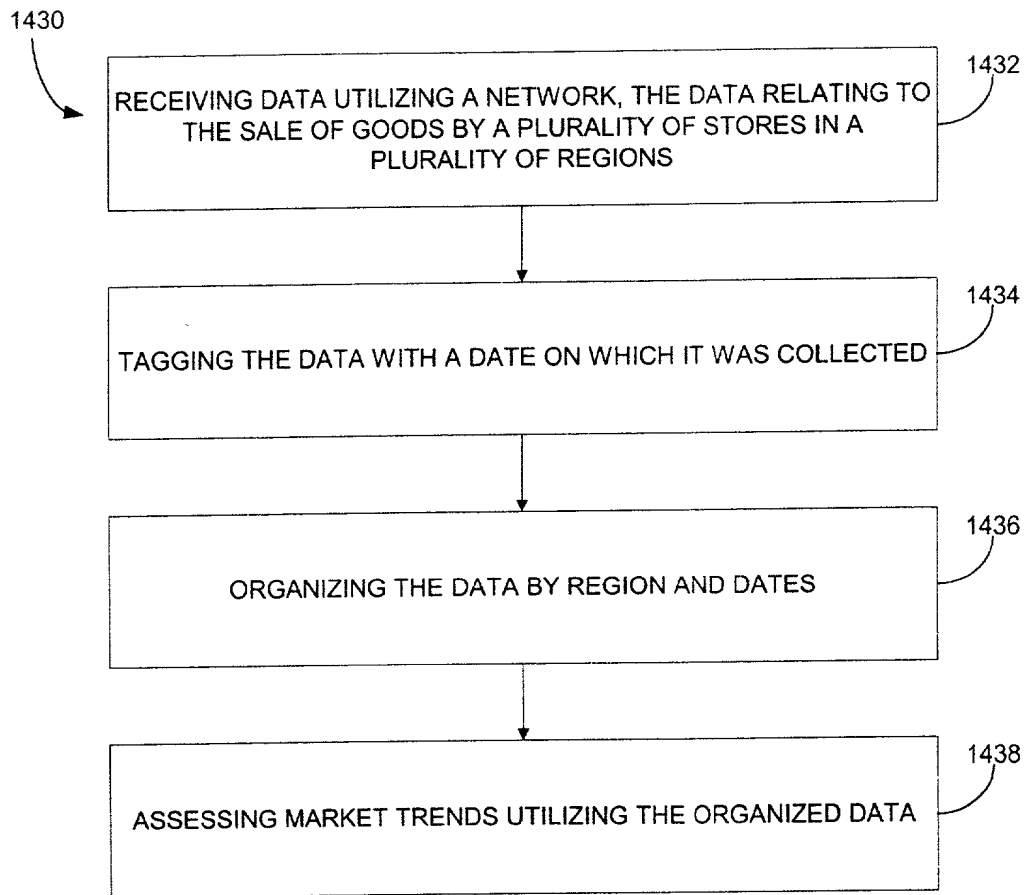 1430
1432
RECEIVING DATA UTILIZING A NETWORK, THE DATA RELATING TO
THE SALE OF GOODS BY A PLURALITY OF STORES IN A
PLURALITY OF REGIONS
1434
TAGGING THE DATA WITH A DATE ON WHICH IT WAS COLLECTED
1436
ORGANIZING THE DATA BY REGION AND DATES
1438
ASSESSING MARKET TRENDS UTILIZING THE ORGANIZED DATA